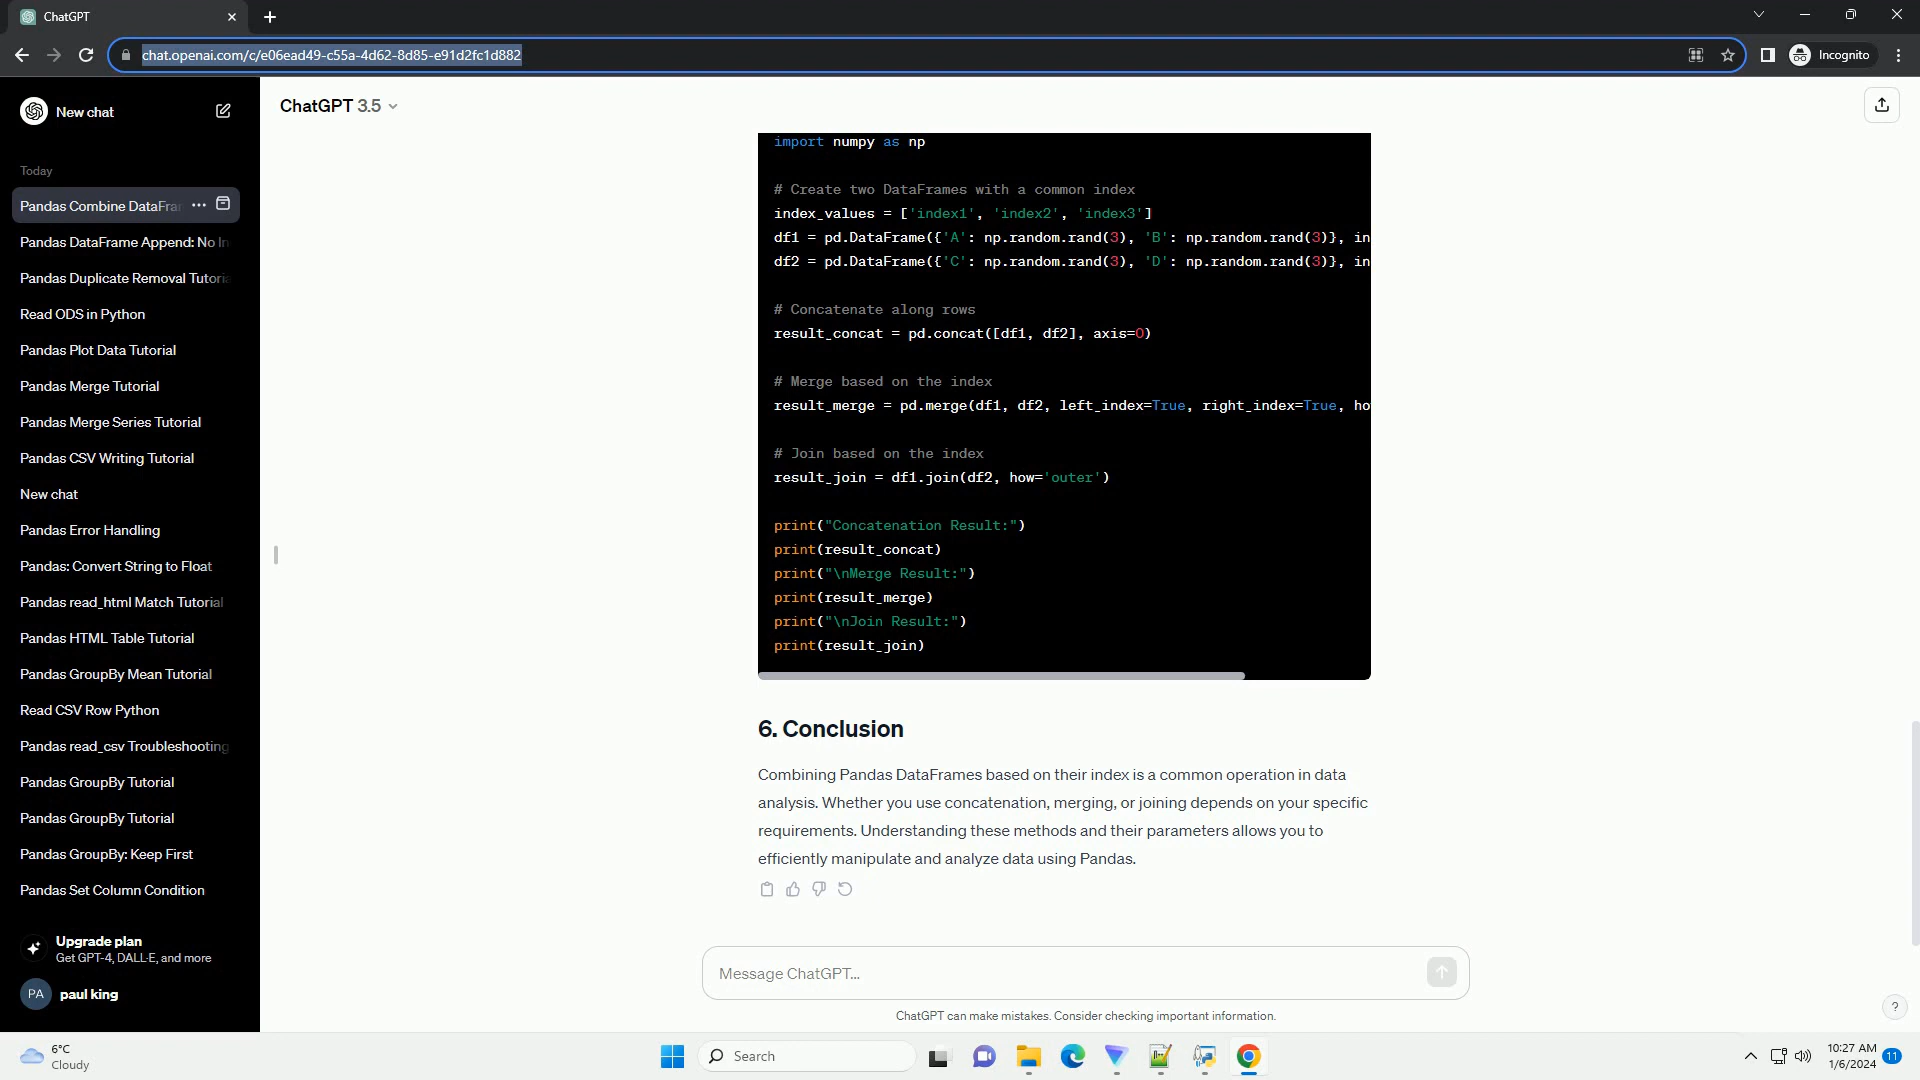 ChatGPT
chat.openai.com/c/e06ead49-c55a-4d62-8d85-e91d2fc1d882
Incognito
New chat
Today
Pandas Combine DataFra
Pandas DataFrame Append: No In
Pandas Duplicate Removal Tutoria
Read ODS in Python
Pandas Plot Data Tutorial
Pandas Merge Tutorial
Pandas Merge Series Tutorial
Pandas CSV Writing Tutorial
New chat
Pandas Error Handling
Pandas: Convert String to Float
Pandas read_html Match Tutorial
Pandas HTML Table Tutorial
Pandas GroupBy Mean Tutorial
Read CSV Row Python
Pandas read_csv Troubleshooting
Pandas GroupBy Tutorial
Pandas GroupBy Tutorial
Pandas GroupBy: Keep First
Pandas Set Column Condition
Upgrade plan
Get GPT-4, DALL·E, and more
PA
paul king
ChatGPT 3.5
import numpy as np
# Create two DataFrames with a common index
index_values = ['index1', 'index2', 'index3']
df1 = pd.DataFrame({'A': np.random.rand(3), 'B': np.random.rand(3)}, in
df2 = pd.DataFrame({'C': np.random.rand(3), 'D': np.random.rand(3)}, in
# Concatenate along rows
result_concat = pd.concat([df1, df2], axis=0)
# Merge based on the index
result_merge = pd.merge(df1, df2, left_index=True, right_index=True, ho
# Join based on the index
result_join = df1.join(df2, how='outer')
print("Concatenation Result:")
print(result_concat)
print("\nMerge Result:")
print(result_merge)
print("\nJoin Result:")
print(result_join)
6. Conclusion
Combining Pandas DataFrames based on their index is a common operation in data
analysis. Whether you use concatenation, merging, or joining depends on your specific
requirements. Understanding these methods and their parameters allows you to
efficiently manipulate and analyze data using Pandas.
Message ChatGPT...
ChatGPT can make mistakes. Consider checking important information.
?
6°C
Cloudy
Search
10:27 AM
1/6/2024
11